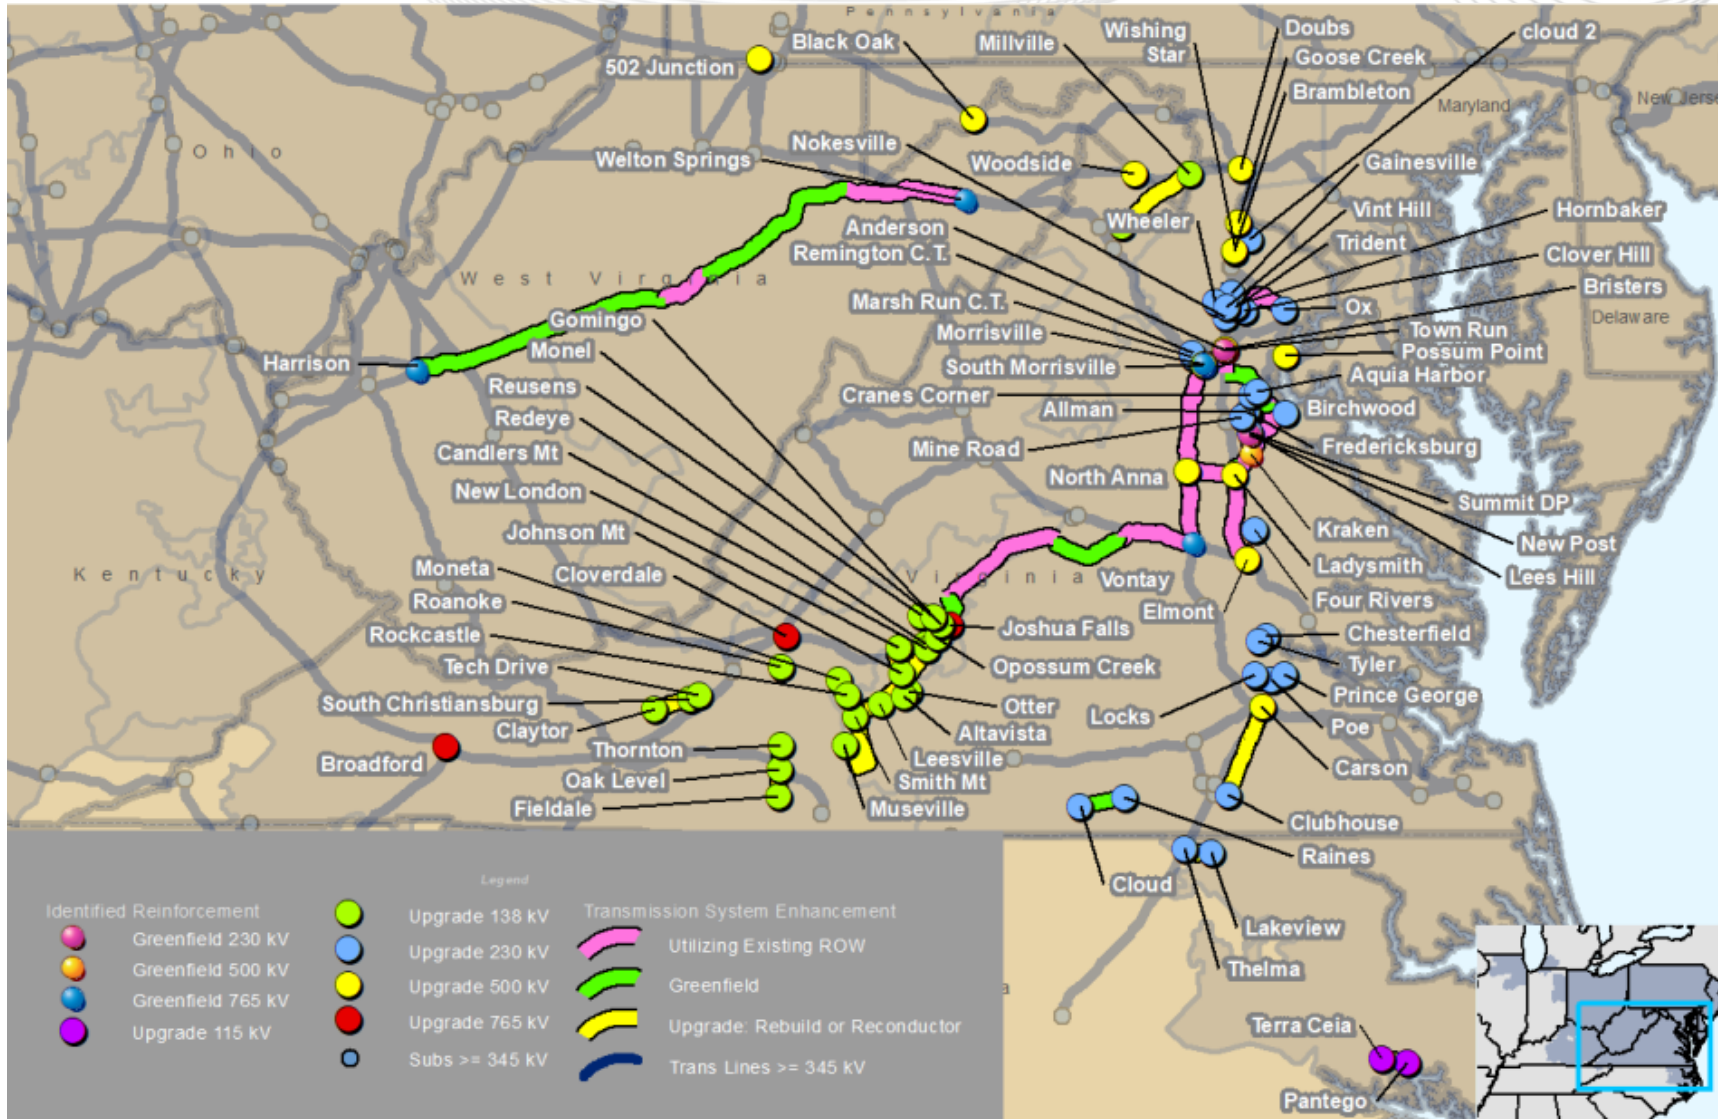 Pennsylvania
Black Oak
Millville
Wishing
Star
Doubs
cloud 2
502 Junction
Goose Creek
Brambleton
Maryland
Ohio
Nokesville
Welton Springs
Woodside
Gainesville
Wheeler
Vint Hill
Hornbaker
Anderson
Trident
Remington C.T.
Clover Hill
West Virginia
Bristers
Marsh Run C.T.
Ox
Delaware
Gomingo
Morrisville
Town Run
Monel
Possum Point
Harrison
South Morrisville
Aquia Harbor
Reusens
Cranes Corner
Redeye
Allman
Birchwood
Mine Road
Fredericksburg
Candlers Mt
North Anna
New London
Summit DP
Johnson Mt
Kraken
New Post
Moneta
Cloverdale
Virginia
Vontay
Ladysmith
Lees Hill
Kentucky
Roanoke
Elmont
Four Rivers
Rockcastle
Joshua Falls
Chesterfield
Tech Drive
Opossum Creek
Tyler
South Christiansburg
Otter
Prince George
Claytor
Altavista
Locks
Poe
Thornton
Leesville
Broadford
Oak Level
Smith Mt
Carson
Fieldale
Museville
Clubhouse
Raines
Cloud
Lakeview
Thelma
Terra Ceia
Pantego
Legend
Identified Reinforcement
Greenfield 230 kV
Greenfield 500 kV
Greenfield 765 kV
Upgrade 115 kV
Upgrade 138 kV
Upgrade 230 kV
Upgrade 500 kV
Upgrade 765 kV
Subs >= 345 kV
Transmission System Enhancement
Utilizing Existing ROW
Greenfield
Upgrade: Rebuild or Reconductor
Trans Lines >= 345 kV